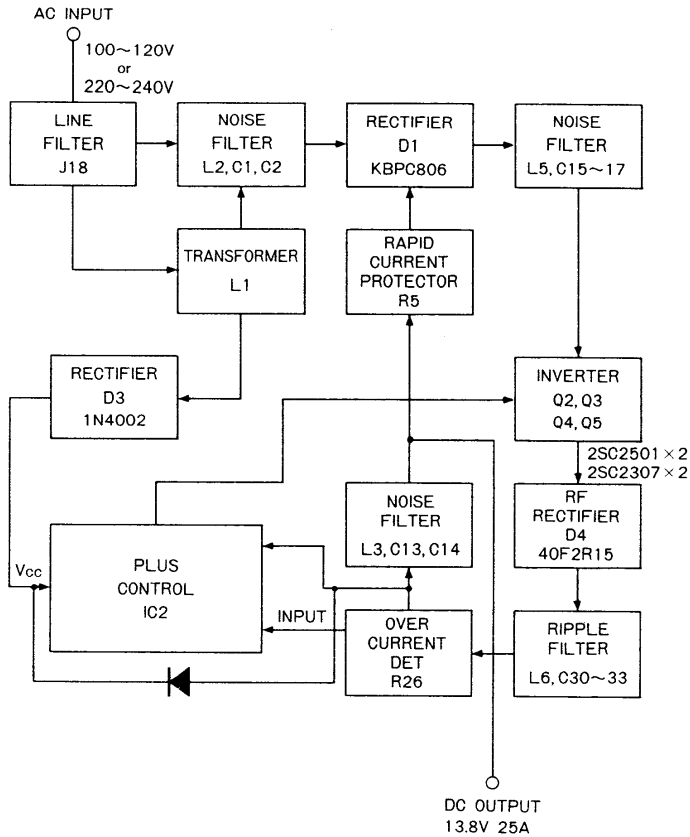 AC INPUT
100～120V
or
220～240V
LINE
FILTER
J18
NOISE
FILTER
L2,C1,C2
RECTIFIER
D1
KBPC806
NOISE
FILTER
L5,C15～17
TRANSFORMER
L1
RAPID
CURRENT
PROTECTOR
R5
RECTIFIER
D3
1N4002
INVERTER
Q2,Q3
Q4,Q5
2SC2501×2
2SC2307×2
NOISE
FILTER
L3,C13,C14
RF
RECTIFIER
D4
40F2R15
Vcc
PLUS
CONTROL
IC2
INPUT
OVER
CURRENT
DET
R26
RIPPLE
FILTER
L6,C30～33
DC OUTPUT
13.8V 25A